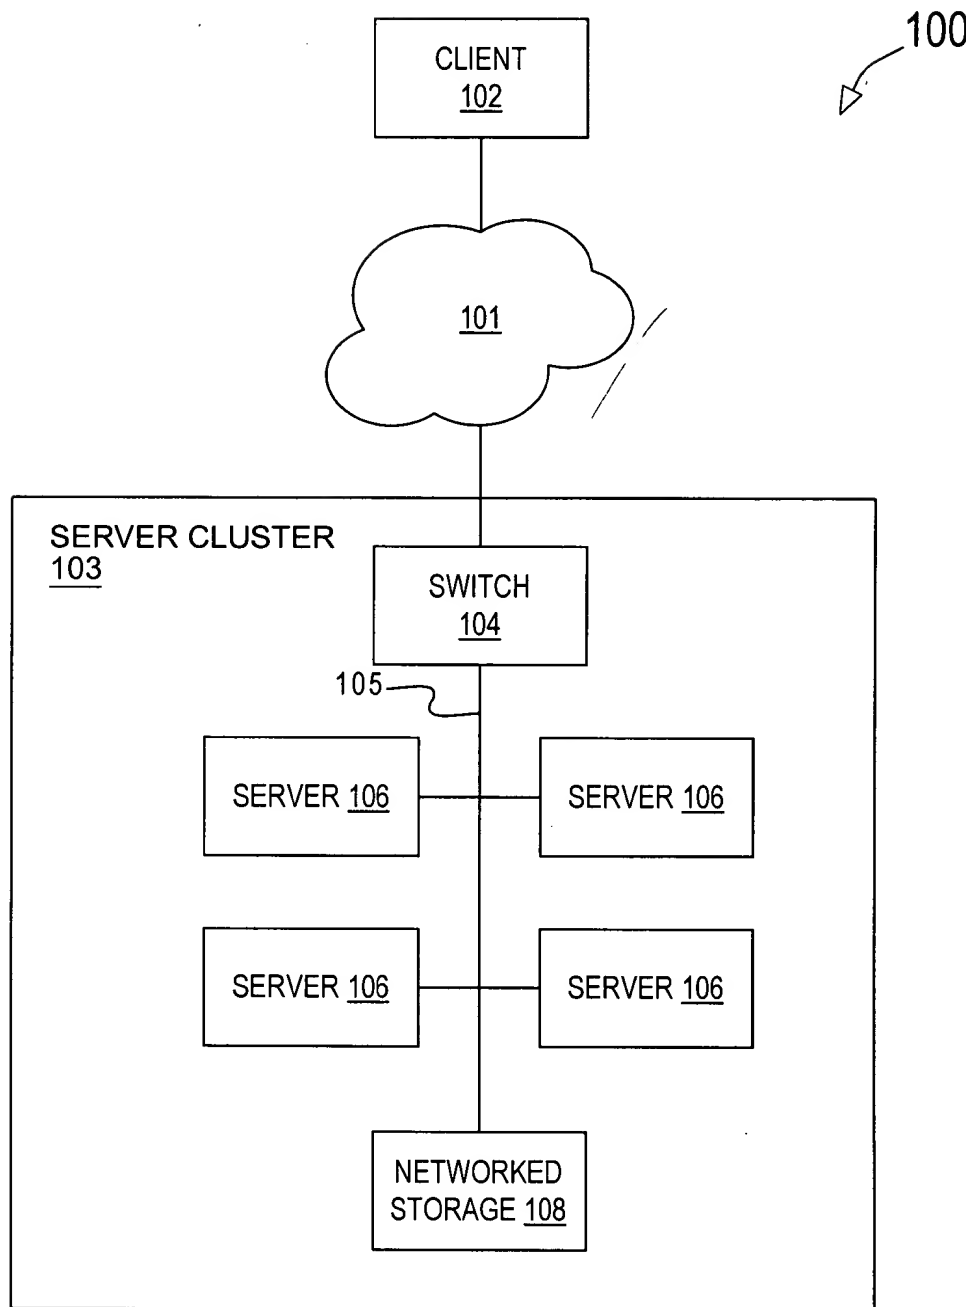 100
CLIENT
102
101
SERVER CLUSTER
103
SWITCH
104
105
SERVER 106
SERVER 106
SERVER 106
SERVER 106
NETWORKED
STORAGE 108